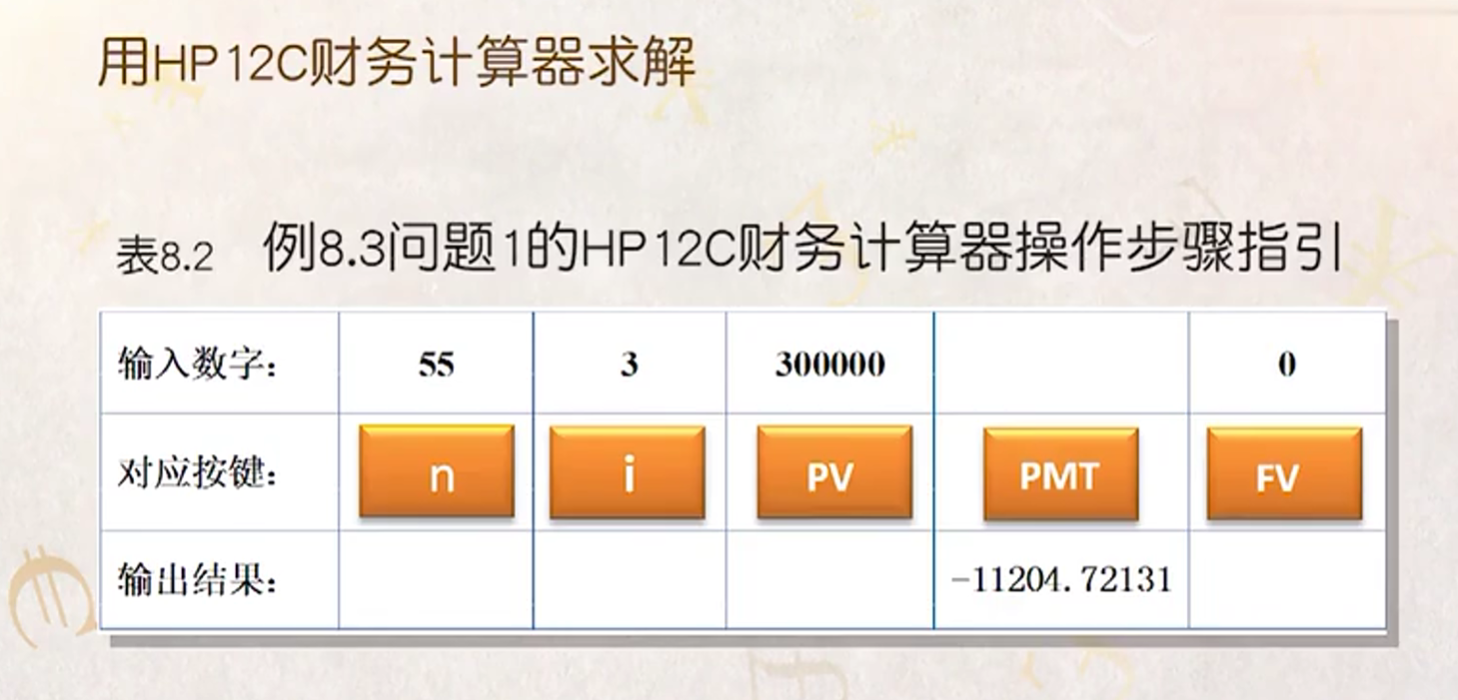 用HP12C财务计算器求解
表8.2 例8.3问题1的HP12C财务计算器操作步骤指引
输入数字： 55 3 300000 0
对应按键： n i PV PMT FV
输出结果： -11204.72131